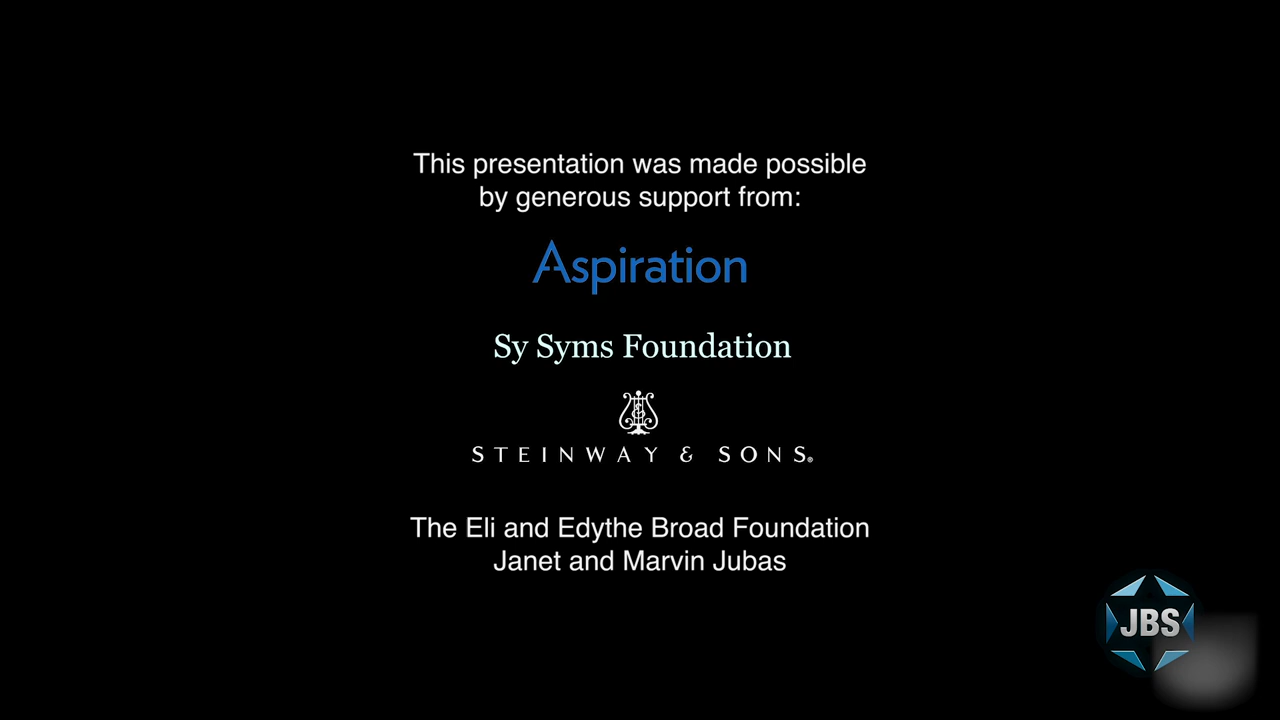 This presentation was made possible
by generous support from:
Aspiration
Sy Syms Foundation
STEINWAY & SONS®
The Eli and Edythe Broad Foundation
Janet and Marvin Jubas
JBS